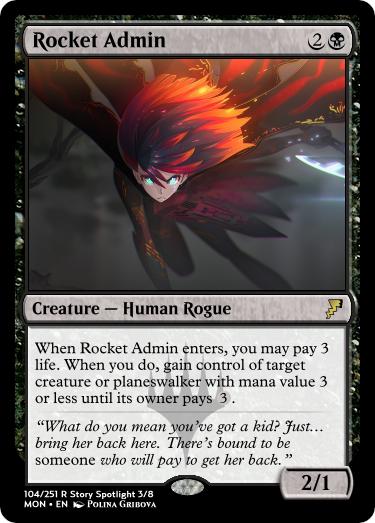 Rocket Admin 2
Creature — Human Rogue
When Rocket Admin enters, you may pay 3
life. When you do, gain control of target
creature or planeswalker with mana value 3
or less until its owner pays 3 .
“What do you mean you’ve got a kid? Just…
bring her back here. There’s bound to be
someone who will pay to get her back.”
2/1
104/251 R Story Spotlight 3/8
MON • EN Polina Gribova